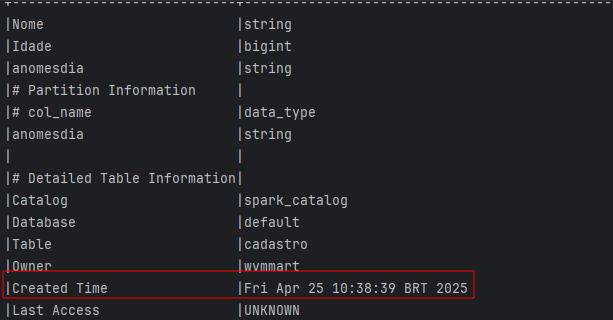 |Nome |string
|Idade |bigint
|anomesdia |string
|# Partition Information |
|# col_name |data_type
|anomesdia |string
| |
|# Detailed Table Information|
|Catalog |spark_catalog
|Database |default
|Table |cadastro
|Owner |wymmart
|Created Time |Fri Apr 25 10:38:39 BRT 2025
|Last Access |UNKNOWN